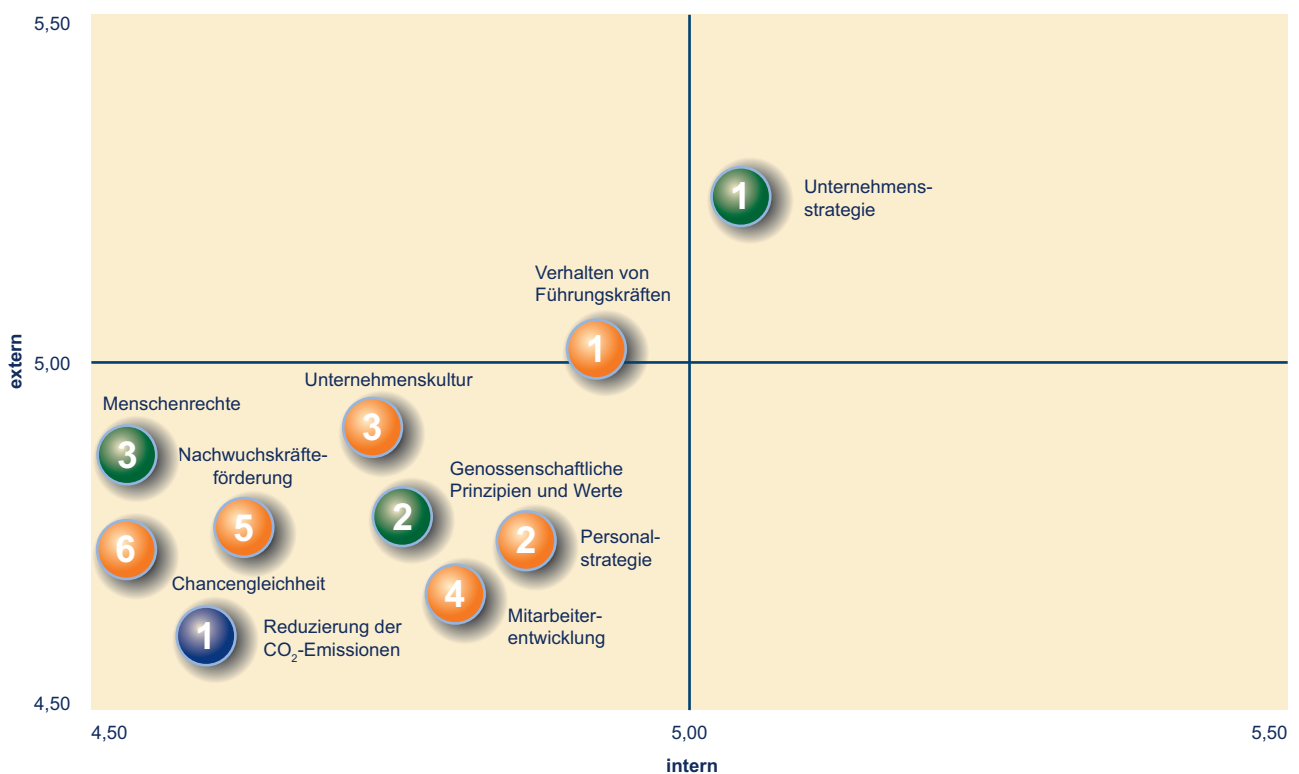 5,50
1
Unternehmens-
strategie
Verhalten von
Führungskräften
1
extern
5,00
Unternehmenskultur
3
Menschenrechte
3
Nachwuchskräfte-
förderung
5
Genossenschaftliche
Prinzipien und Werte
2
2
Personal-
strategie
6
Chancengleichheit
4
Mitarbeiter-
entwicklung
1
Reduzierung der
CO₂-Emissionen
4,50
4,50
5,00
5,50
intern